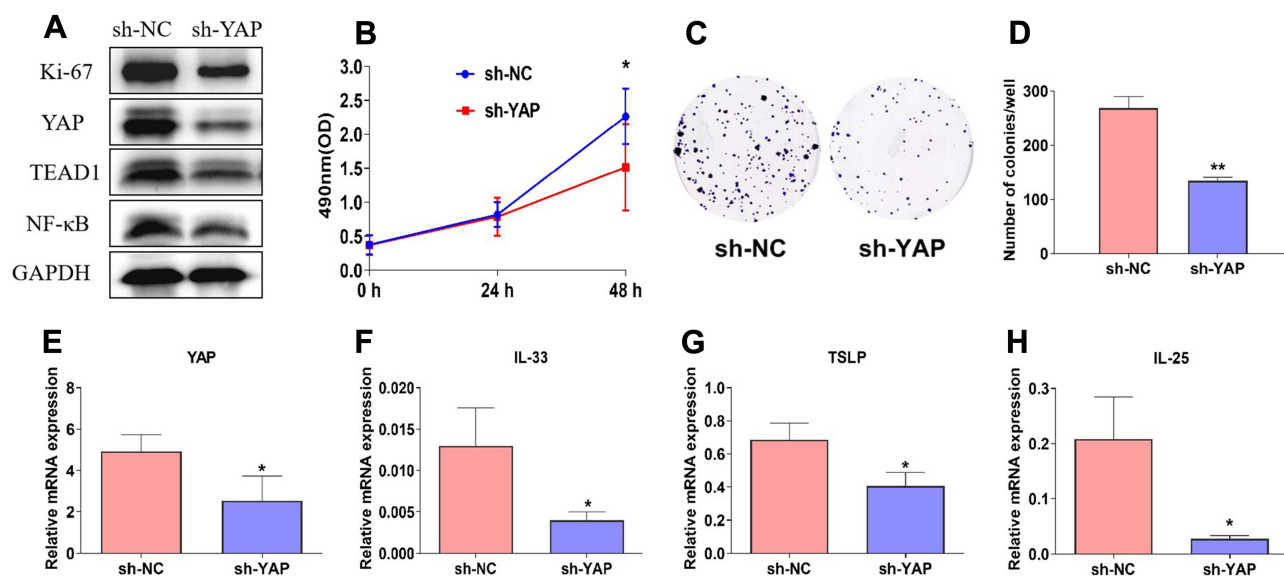 A
sh-NC sh-YAP
Ki-67
YAP
TEAD1
NF-κB
GAPDH
B
3.0
2.5
2.0
1.5
1.0
0.5
0.0
490nm(OD)
sh-NC
sh-YAP
*
0 h 24 h 48 h
C
sh-NC sh-YAP
D
Number of colonies/well
300
200
100
0
**
sh-NC sh-YAP
E
YAP
Relative mRNA expression
8
6
4
2
0
*
sh-NC sh-YAP
F
IL-33
Relative mRNA expression
0.020
0.015
0.010
0.005
0.000
*
sh-NC sh-YAP
G
TSLP
Relative mRNA expression
1.0
0.8
0.6
0.4
0.2
0.0
*
sh-NC sh-YAP
H
IL-25
Relative mRNA expression
0.3
0.2
0.1
0.0
*
sh-NC sh-YAP